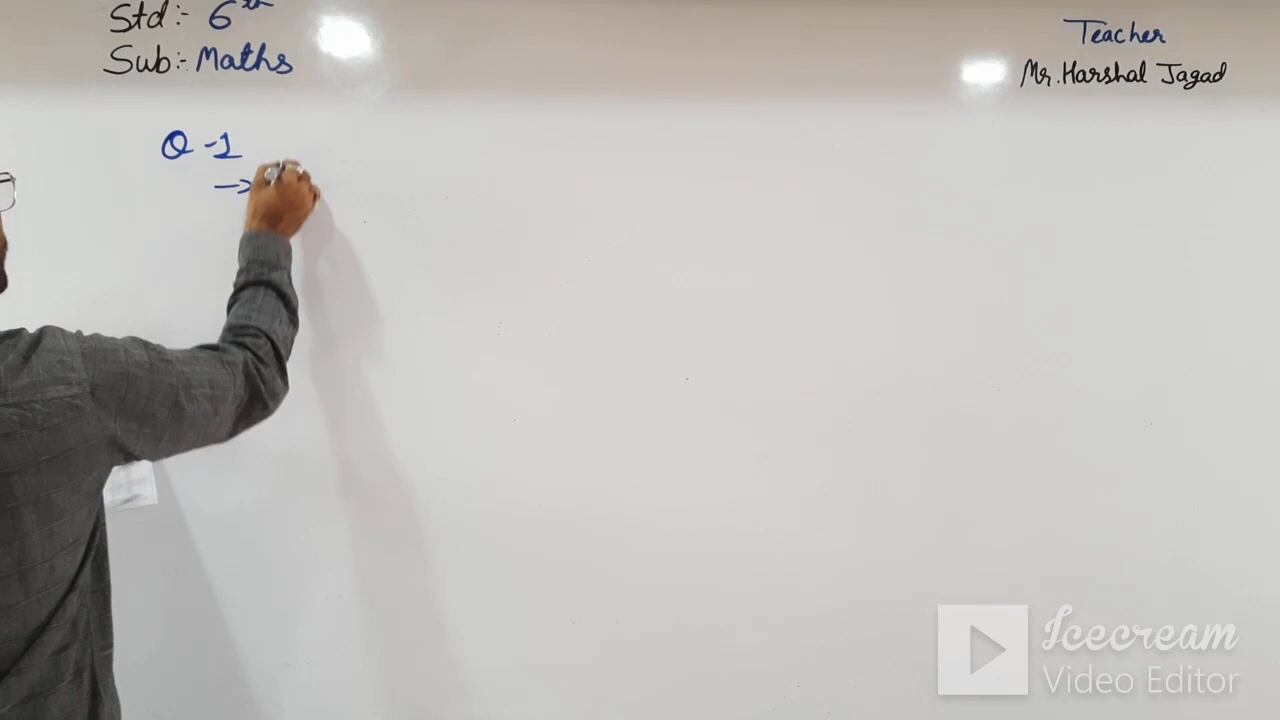 Std:- 6th
Sub:- Maths
Teacher
Mr. Harshal Jagad
Q-1
→
Icecream
Video Editor